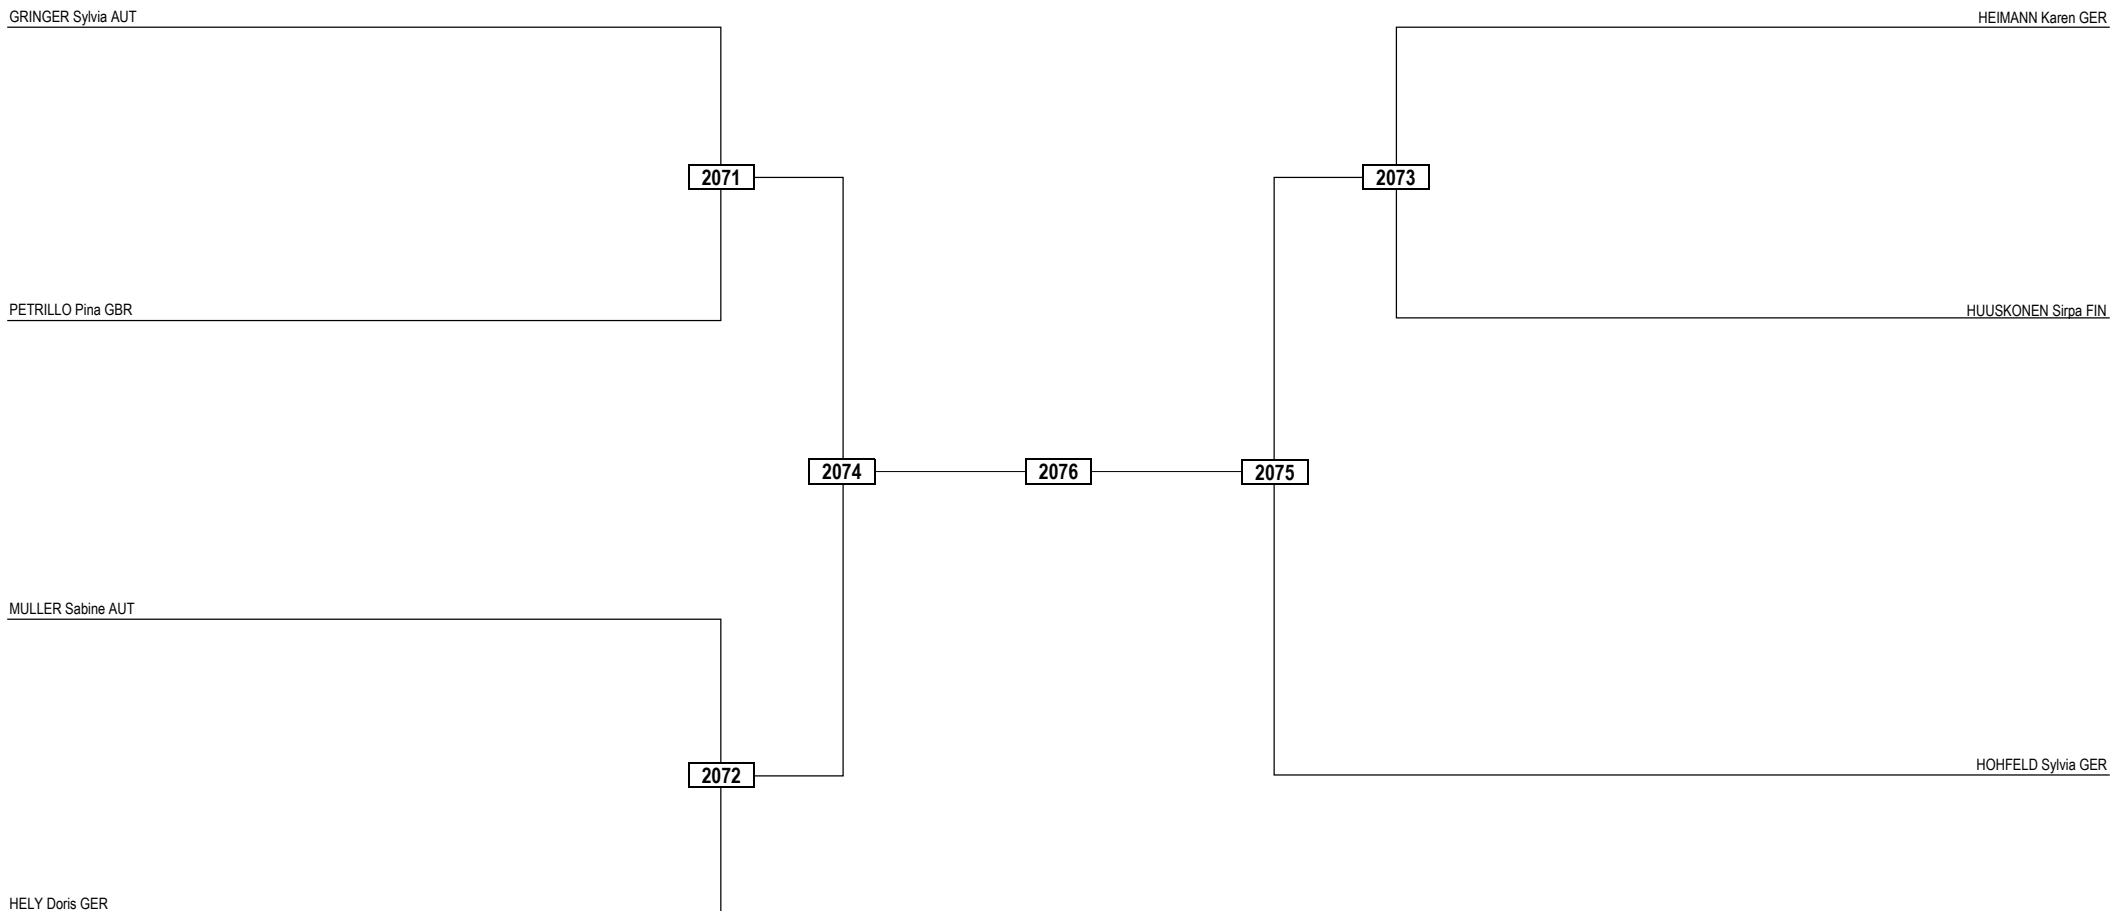 GRINGER Sylvia AUT
HEIMANN Karen GER
2071
2073
PETRILLO Pina GBR
HUUSKONEN Sirpa FIN
2074
2076
2075
MULLER Sabine AUT
2072
HOHFELD Sylvia GER
HELY Doris GER